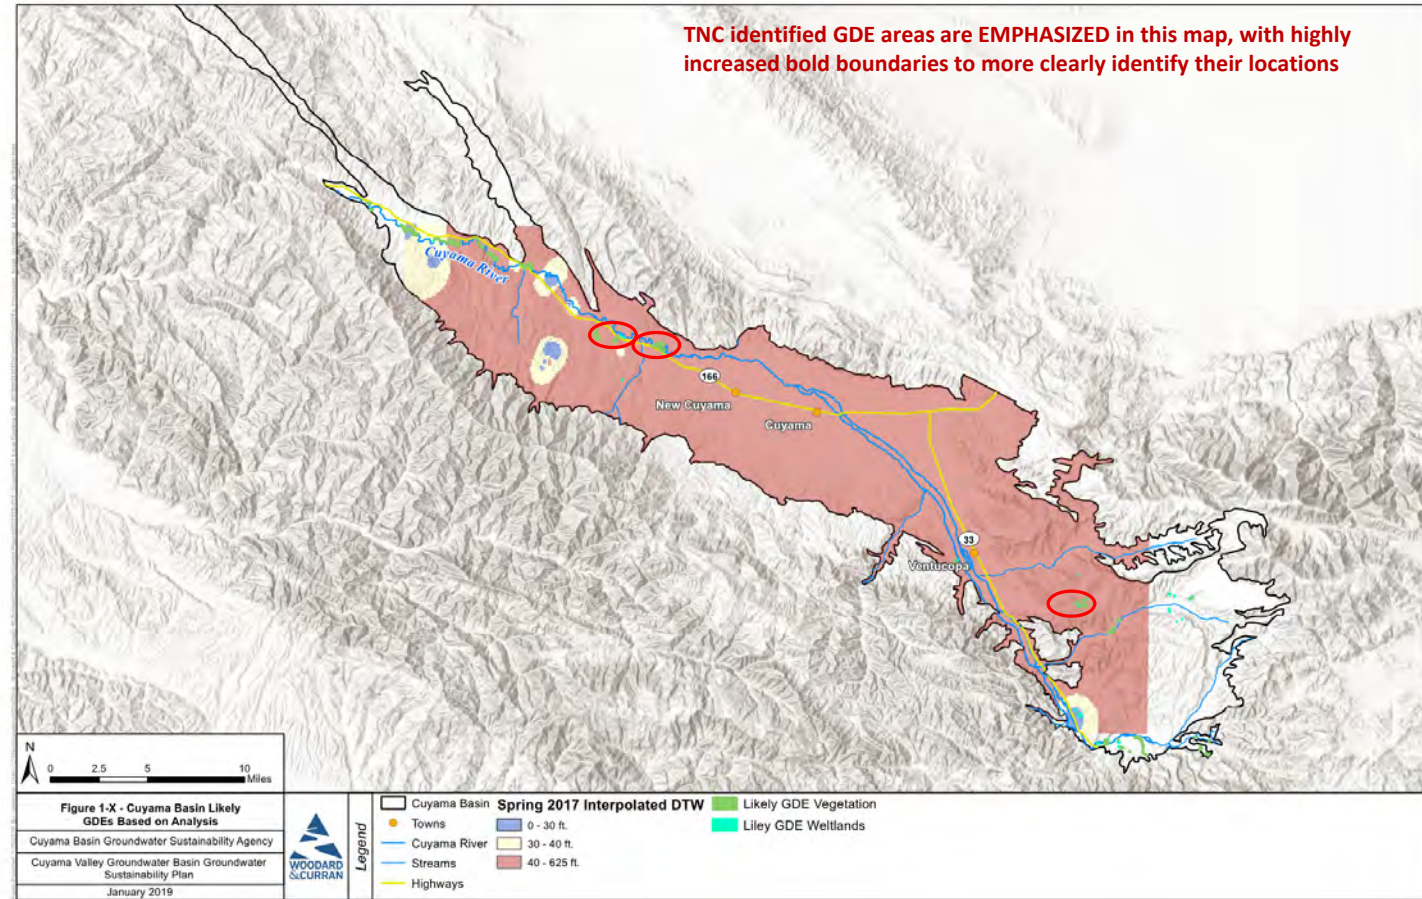 TNC identified GDE areas are EMPHASIZED in this map, with highly
increased bold boundaries to more clearly identify their locations
Cuyama River
166
New Cuyama
Cuyama
33
Ventucopa
N
0 2.5 5 10
Miles
Figure 1-X - Cuyama Basin Likely
GDEs Based on Analysis
Cuyama Basin Groundwater Sustainability Agency
Cuyama Valley Groundwater Basin Groundwater
Sustainability Plan
January 2019
WOODARD
&CURRAN
Legend
Cuyama Basin
Towns
Cuyama River
Streams
Highways
Spring 2017 Interpolated DTW
0 - 30 ft.
30 - 40 ft.
40 - 625 ft.
Likely GDE Vegetation
Liley GDE Weltlands